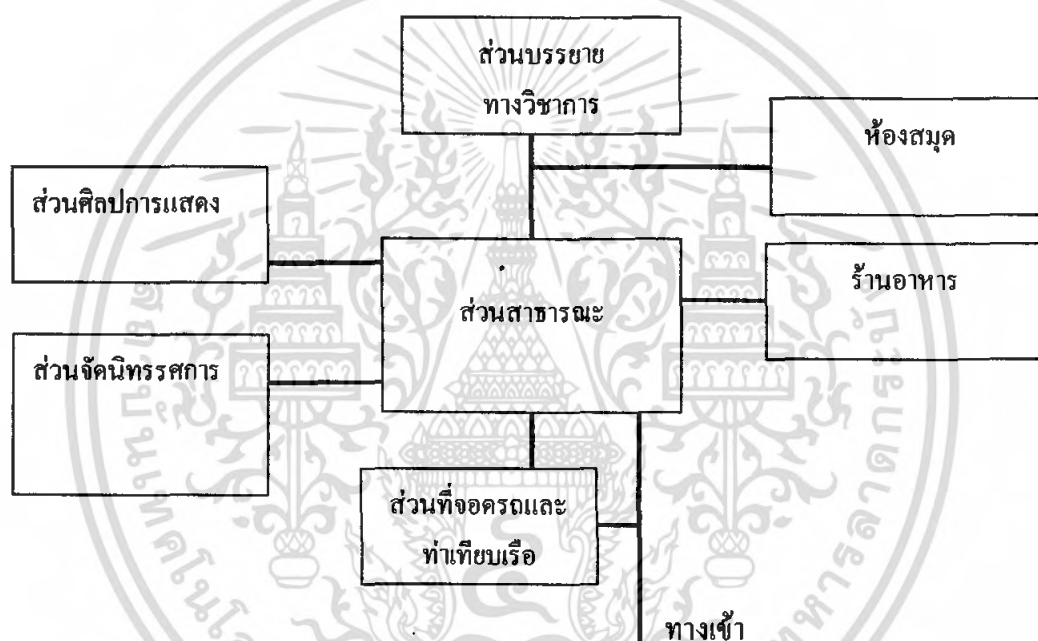 ส่วนบรรยาย
ทางวิชาการ
ห้องสมุด
ส่วนศิลปการแสดง
ร้านอาหาร
ส่วนสาธารณะ
ส่วนจัดนิทรรศการ
ส่วนที่จอดรถและ
ท่าเทียบเรือ
ทางเข้า